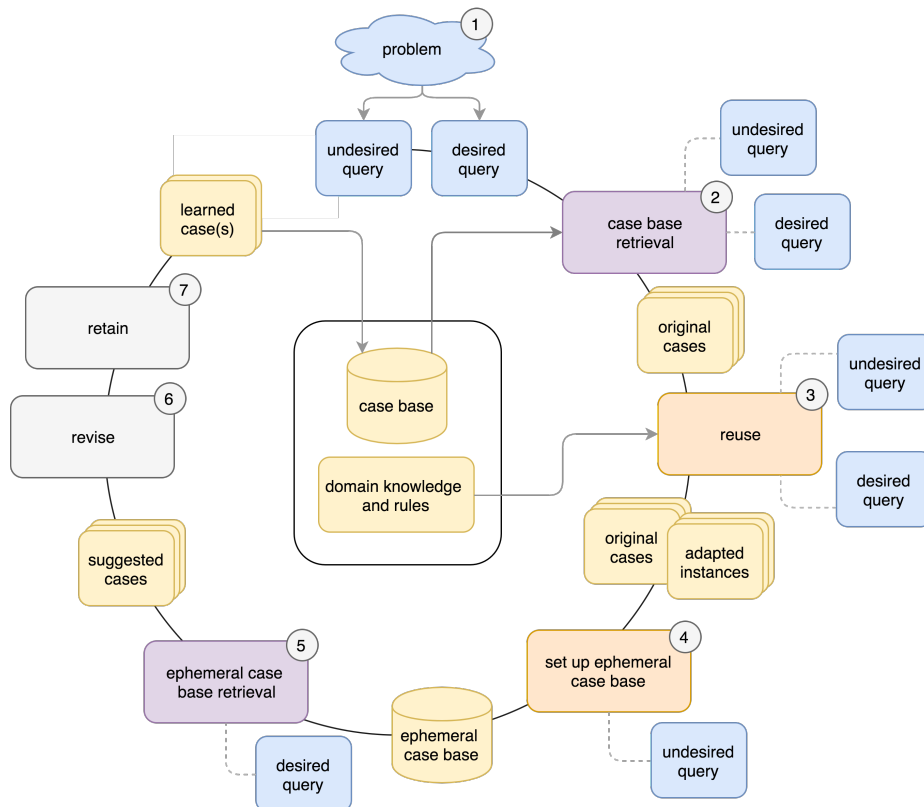 1
problem
undesired
query
desired
query
undesired
query
2
case base
retrieval
desired
query
learned
case(s)
7
retain
original
cases
undesired
query
3
reuse
case base
6
revise
domain knowledge
and rules
desired
query
original
cases
adapted
instances
suggested
cases
5
ephemeral case
base retrieval
4
set up ephemeral
case base
ephemeral
case base
desired
query
undesired
query